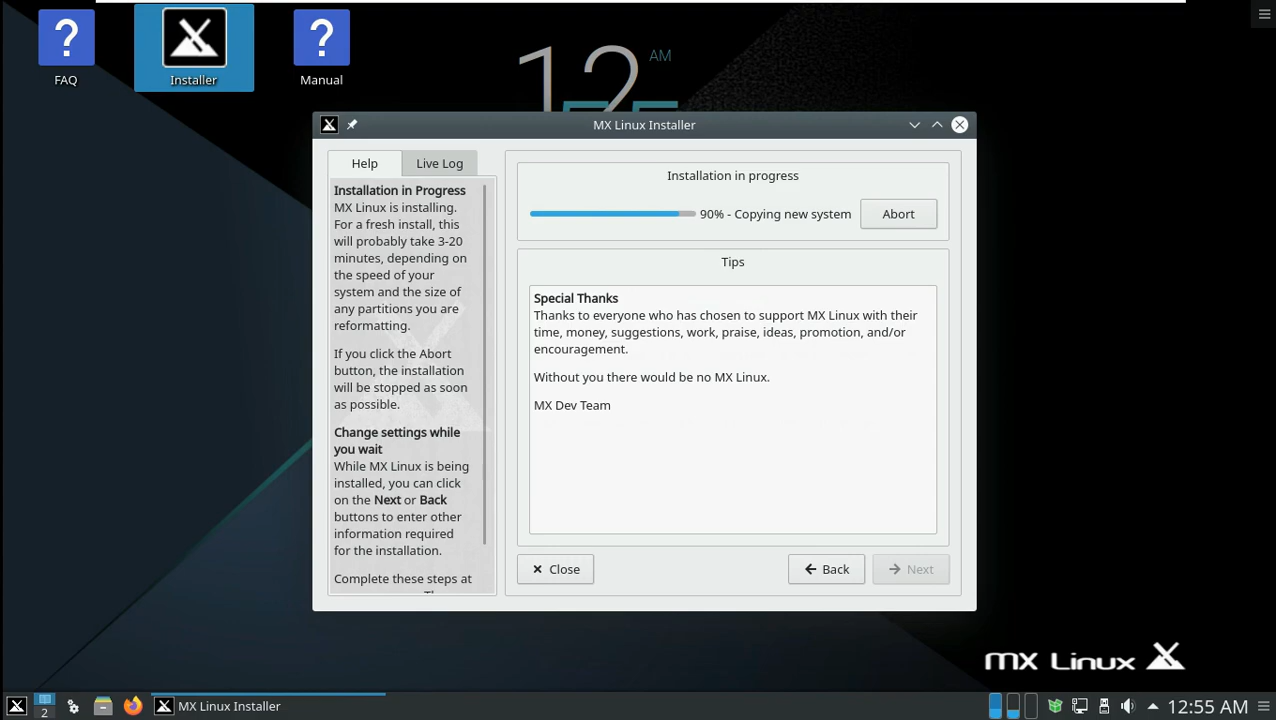 12 AM
FAQ
Installer
Manual
MX Linux Installer
Help
Live Log
Installation in Progress
MX Linux is installing.
For a fresh install, this
will probably take 3-20
minutes, depending on
the speed of your
system and the size of
any partitions you are
reformatting.
If you click the Abort
button, the installation
will be stopped as soon
as possible.
Change settings while
you wait
While MX Linux is being
installed, you can click
on the Next or Back
buttons to enter other
information required
for the installation.
Complete these steps at
Installation in progress
90% - Copying new system
Abort
Tips
Special Thanks
Thanks to everyone who has chosen to support MX Linux with their
time, money, suggestions, work, praise, ideas, promotion, and/or
encouragement.
Without you there would be no MX Linux.
MX Dev Team
Close
Back
Next
MX Linux
2
MX Linux Installer
12:55 AM